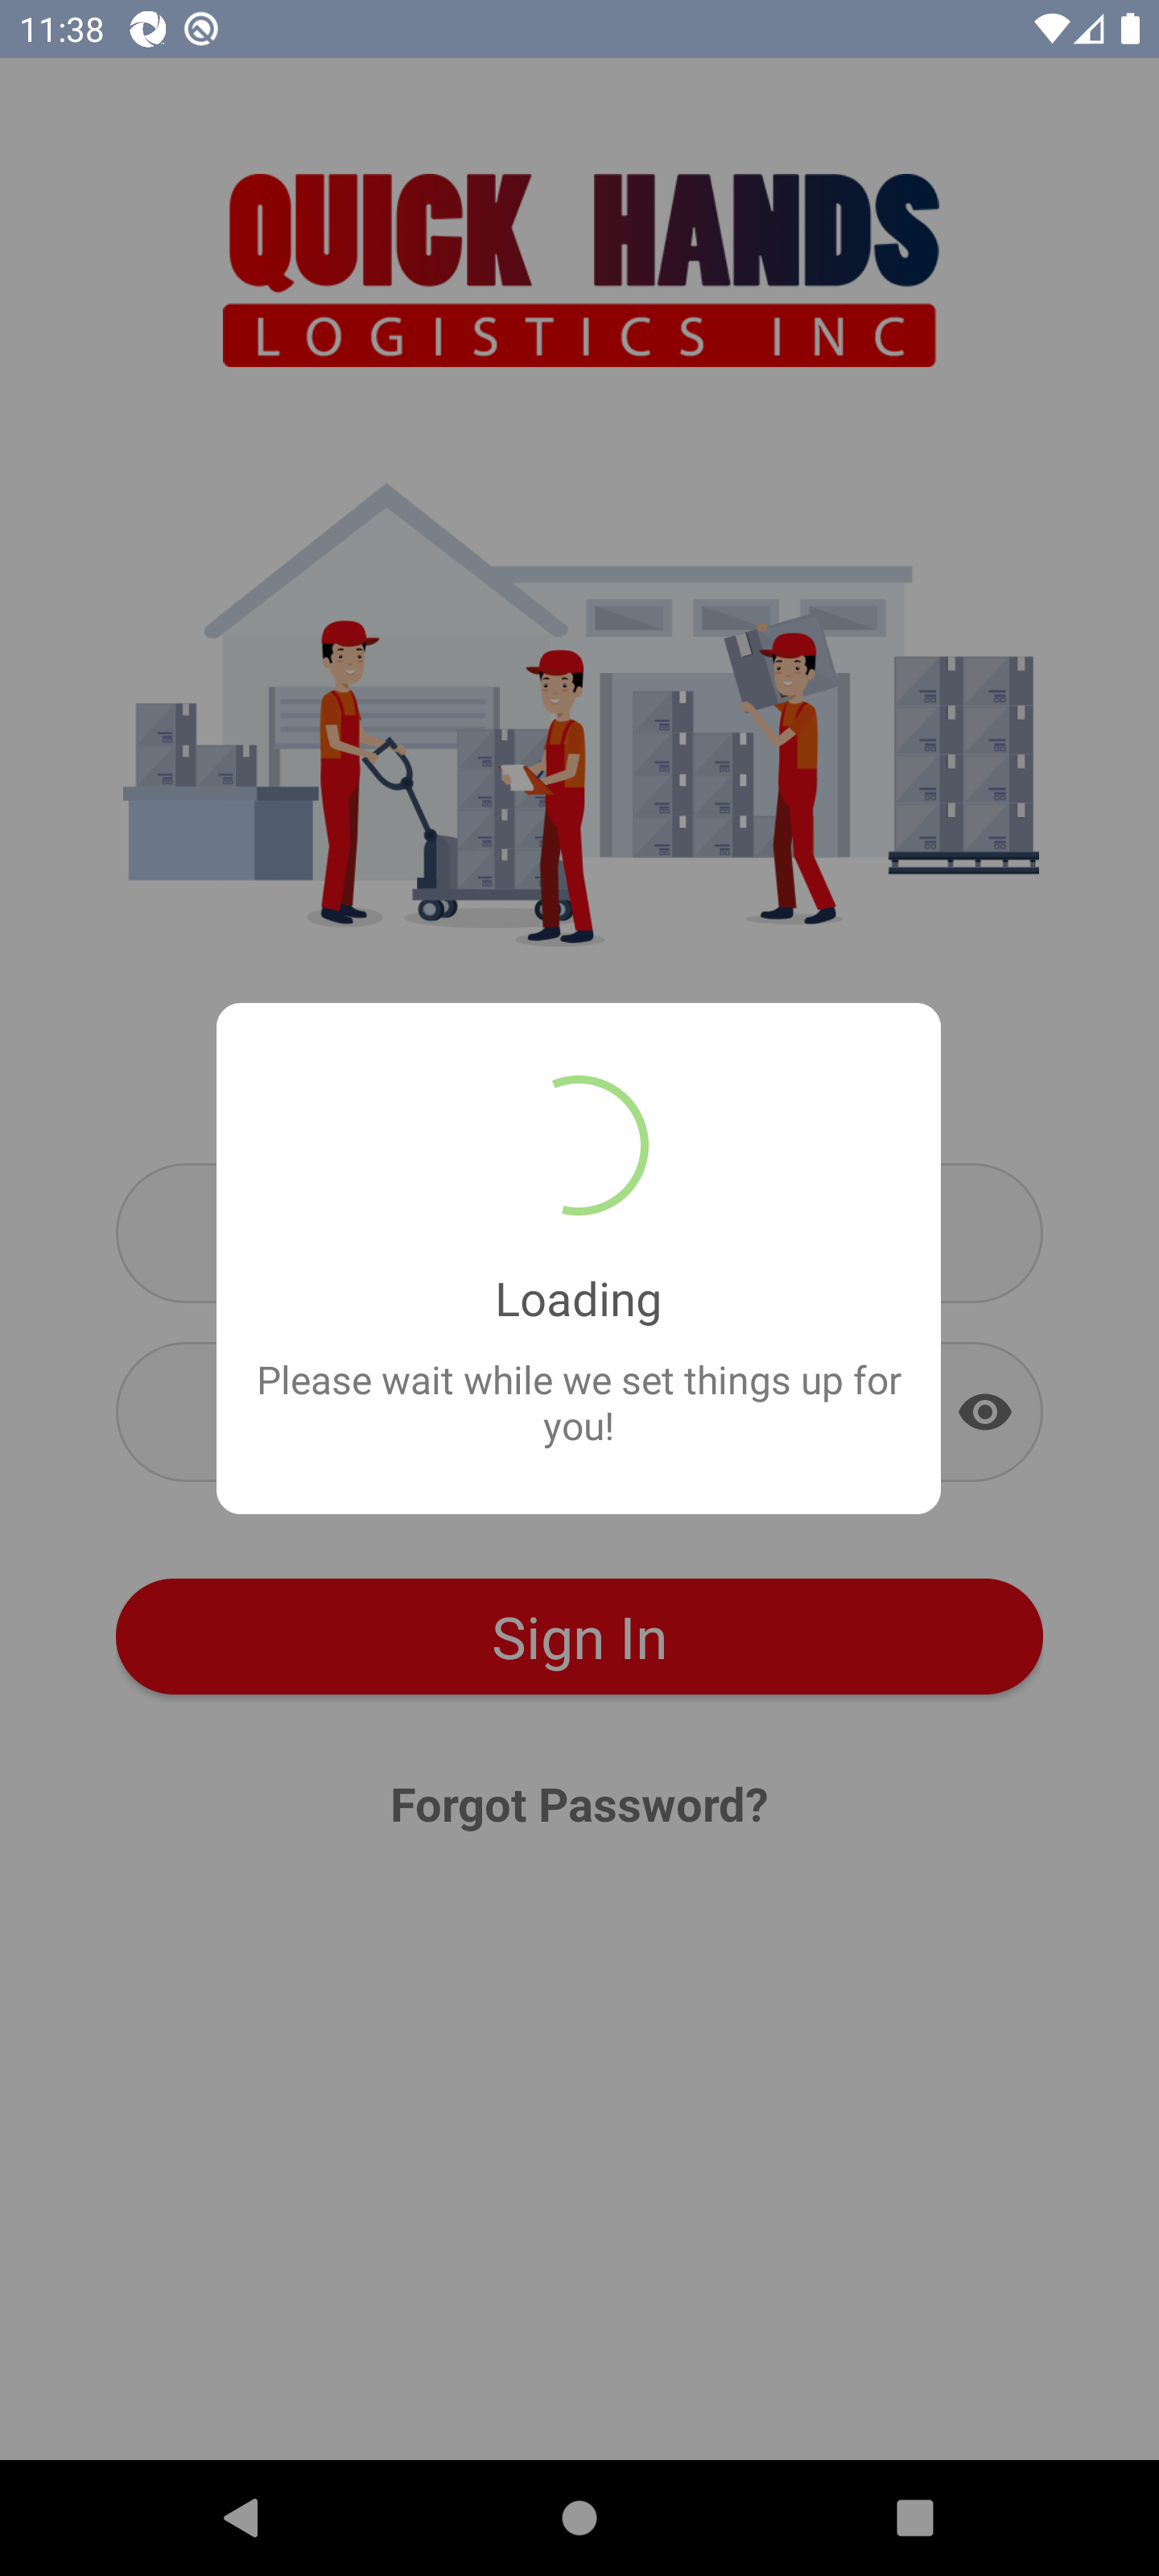 11:38
QUICK HANDS
LOGISTICS INC
Loading
Please wait while we set things up for
you!
Sign In
Forgot Password?